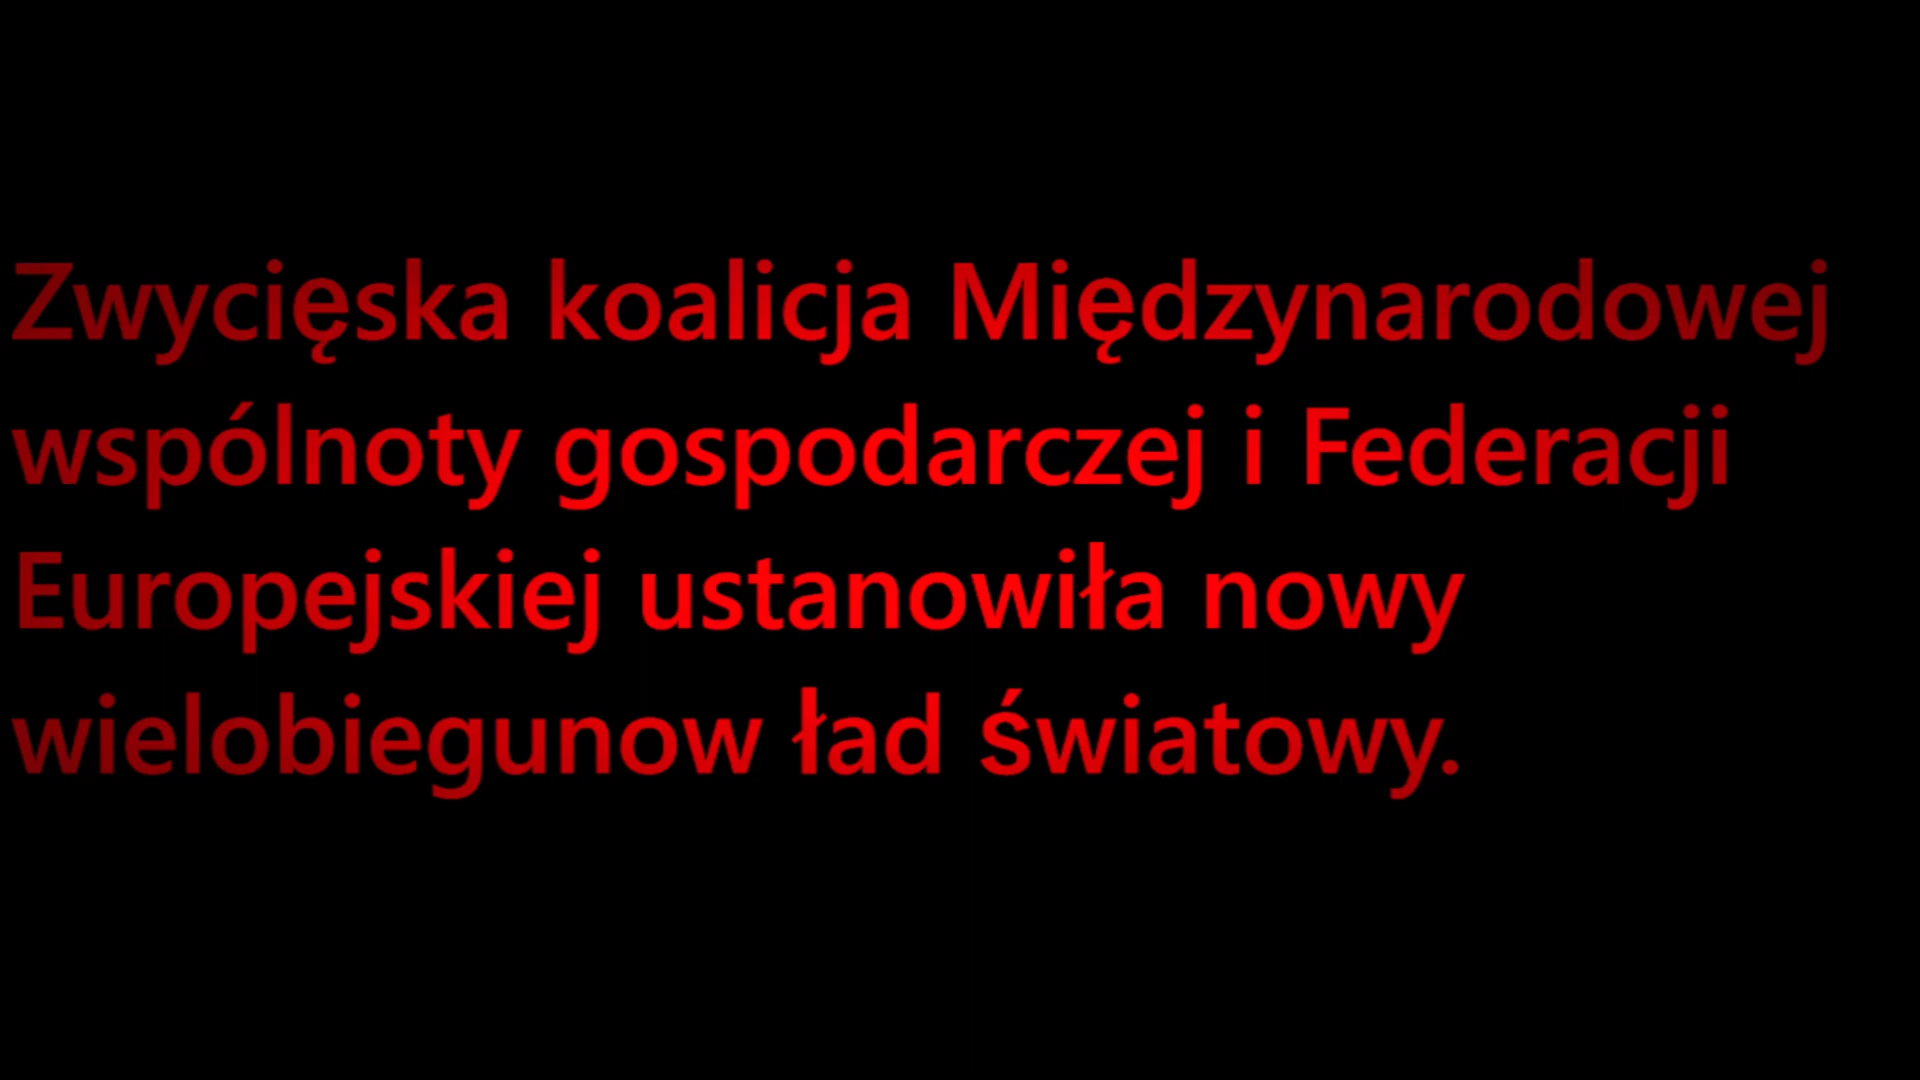 Zwycięska koalicja Międzynarodowej
wspólnoty gospodarczej i Federacji
Europejskiej ustanowiła nowy
wielobiegunow ład światowy.